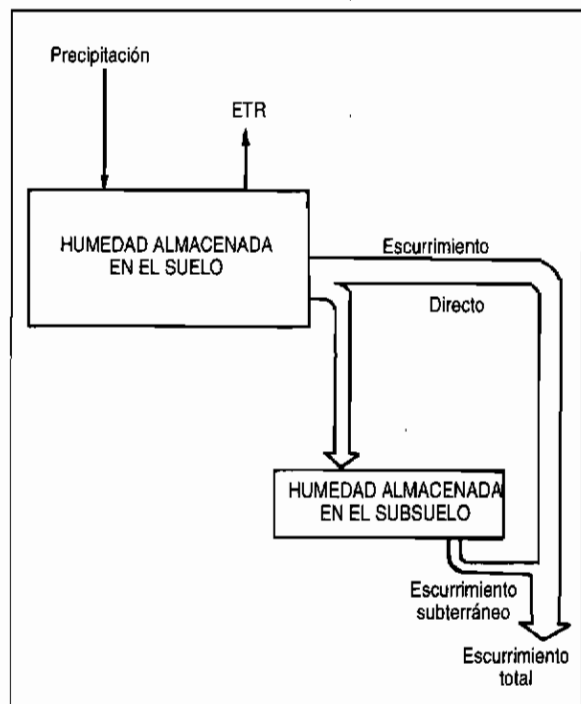 Precipitación
ETR
HUMEDAD ALMACENADA
EN EL SUELO
Escurrimiento
Directo
HUMEDAD ALMACENADA
EN EL SUBSUELO
Escurrimiento
subterráneo
Escurrimiento
total